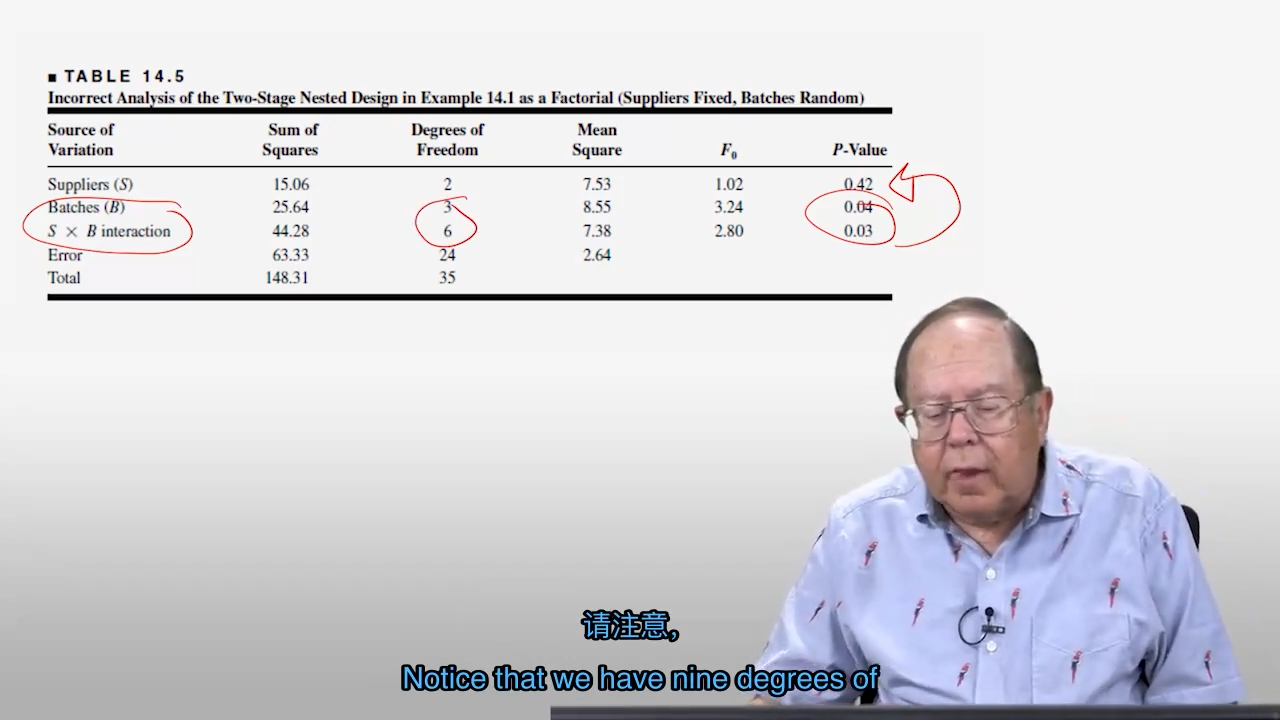 ■ TABLE 14.5
Incorrect Analysis of the Two-Stage Nested Design in Example 14.1 as a Factorial (Suppliers Fixed, Batches Random)
Source of Variation Sum of Squares Degrees of Freedom Mean Square F0 P-Value
Suppliers (S) 15.06 2 7.53 1.02 0.42
Batches (B) 25.64 3 8.55 3.24 0.04
S × B interaction 44.28 6 7.38 2.80 0.03
Error 63.33 24 2.64
Total 148.31 35
请注意，
Notice that we have nine degrees of